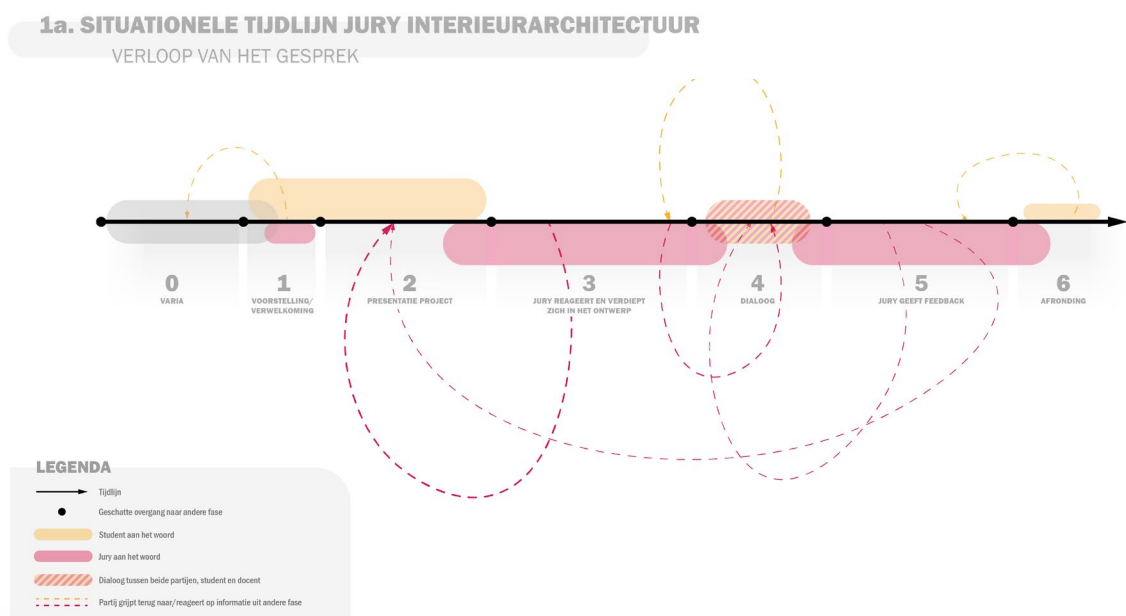 1a. SITUATIONELE TIJDLIJN JURY INTERIEURARCHITECTUUR
VERLOOP VAN HET GESPREK
0
VARIA
1
VOORSTELLING/
VERWELKOMING
2
PRESENTATIE PROJECT
3
JURY REAGEERT EN VERDIEPT
ZICH IN HET ONTWERP
4
DIALOOG
5
JURY GEEFT FEEDBACK
6
AFRONDING
LEGENDA
Tijdlijn
Geschatte overgang naar andere fase
Student aan het woord
Jury aan het woord
Dialoog tussen beide partijen, student en docent
Partij grijpt terug naar/reageert op informatie uit andere fase